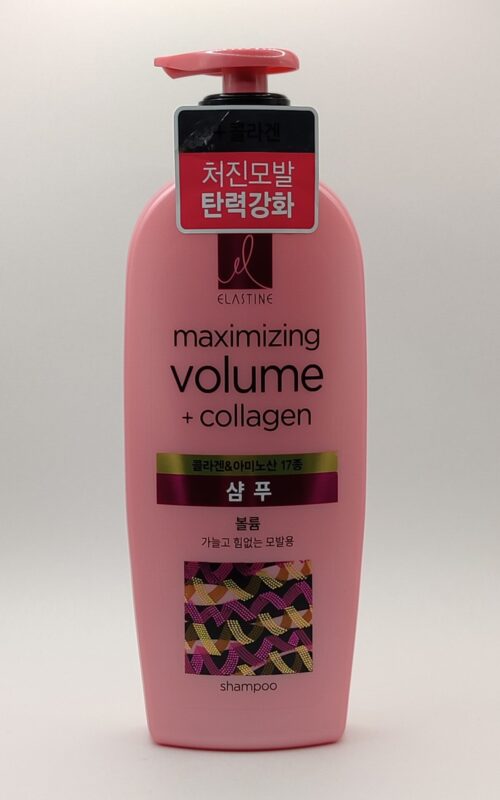 +콜라겐
처진모발
탄력강화
el
ELASTINE
maximizing
volume
+ collagen
콜라겐&아미노산 17종
샴푸
볼륨
가늘고 힘없는 모발용
shampoo